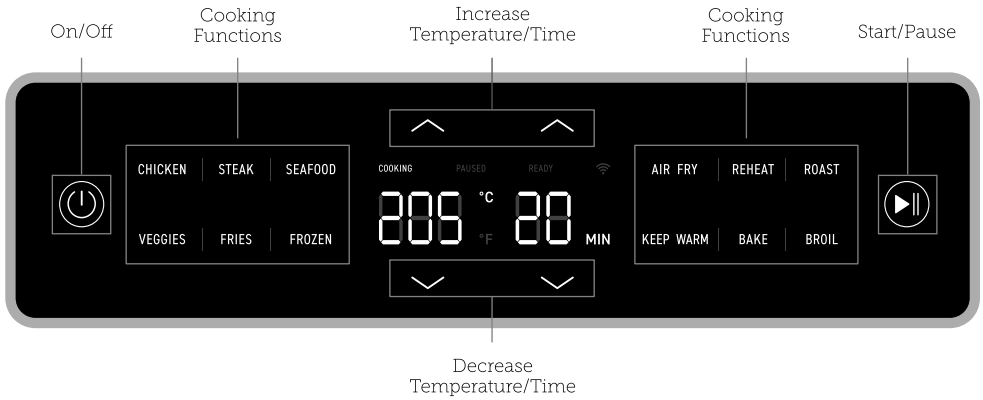 On/Off
Cooking
Functions
Increase
Temperature/Time
Cooking
Functions
Start/Pause
CHICKEN STEAK SEAFOOD
VEGGIES FRIES FROZEN
COOKING PAUSED READY
205 °C °F 20 MIN
AIR FRY REHEAT ROAST
KEEP WARM BAKE BROIL
Decrease
Temperature/Time